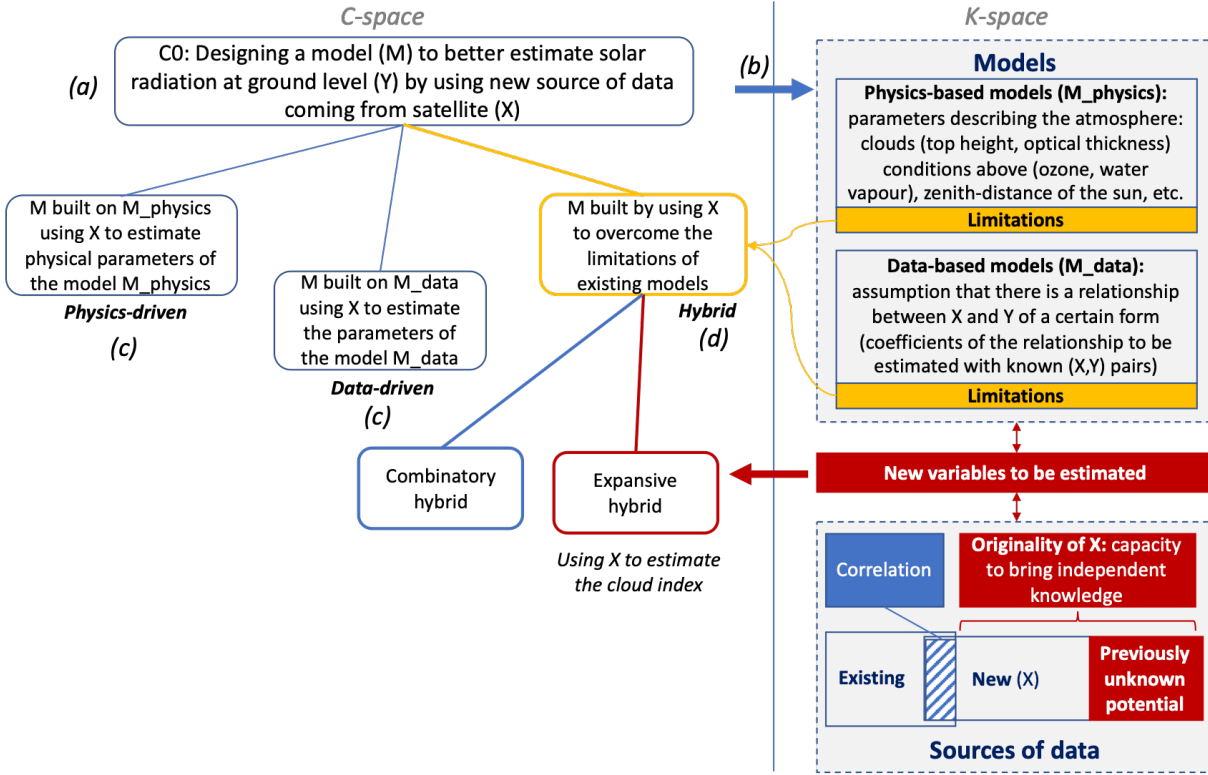 C-space
K-space
(a)
C0: Designing a model (M) to better estimate solar
radiation at ground level (Y) by using new source of data
coming from satellite (X)
(b)
Models
Physics-based models (M_physics):
parameters describing the atmosphere:
clouds (top height, optical thickness)
conditions above (ozone, water
vapour), zenith-distance of the sun, etc.
Limitations
Data-based models (M_data):
assumption that there is a relationship
between X and Y of a certain form
(coefficients of the relationship to be
estimated with known (X,Y) pairs)
Limitations
M built on M_physics
using X to estimate
physical parameters of
the model M_physics
Physics-driven
(c)
M built on M_data
using X to estimate
the parameters of
the model M_data
Data-driven
(c)
M built by using X
to overcome the
limitations of
existing models
Hybrid
(d)
Combinatory
hybrid
Expansive
hybrid
Using X to estimate
the cloud index
New variables to be estimated
Correlation
Originality of X: capacity
to bring independent
knowledge
Existing
New (X)
Previously
unknown
potential
Sources of data